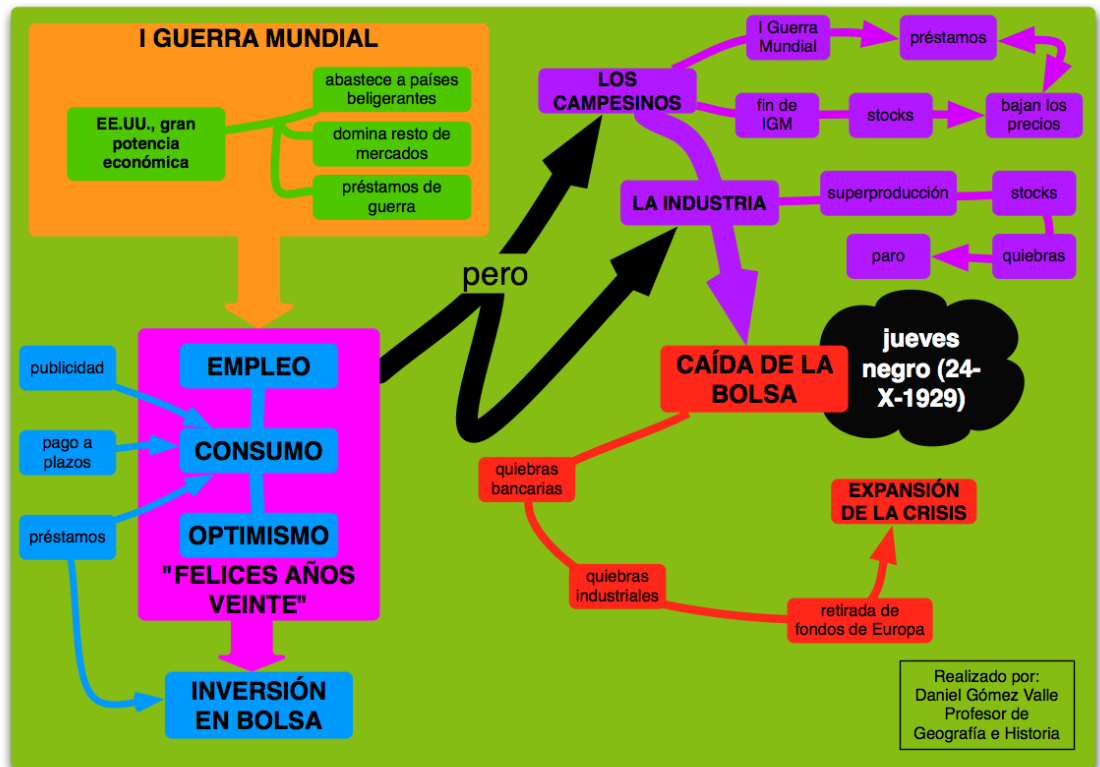 I GUERRA MUNDIAL
EE.UU., gran
potencia
económica
abastece a países
beligerantes
domina resto de
mercados
préstamos de
guerra
publicidad
pago a
plazos
préstamos
EMPLEO
CONSUMO
OPTIMISMO
"FELICES AÑOS
VEINTE"
INVERSIÓN
EN BOLSA
pero
LOS
CAMPESINOS
I Guerra
Mundial
préstamos
fin de
IGM
stocks
bajan los
precios
LA INDUSTRIA
superproducción
stocks
quiebras
paro
CAÍDA DE LA
BOLSA
jueves
negro (24-
X-1929)
quiebras
bancarias
quiebras
industriales
retirada de
fondos de Europa
EXPANSIÓN
DE LA CRISIS
Realizado por:
Daniel Gómez Valle
Profesor de
Geografía e Historia